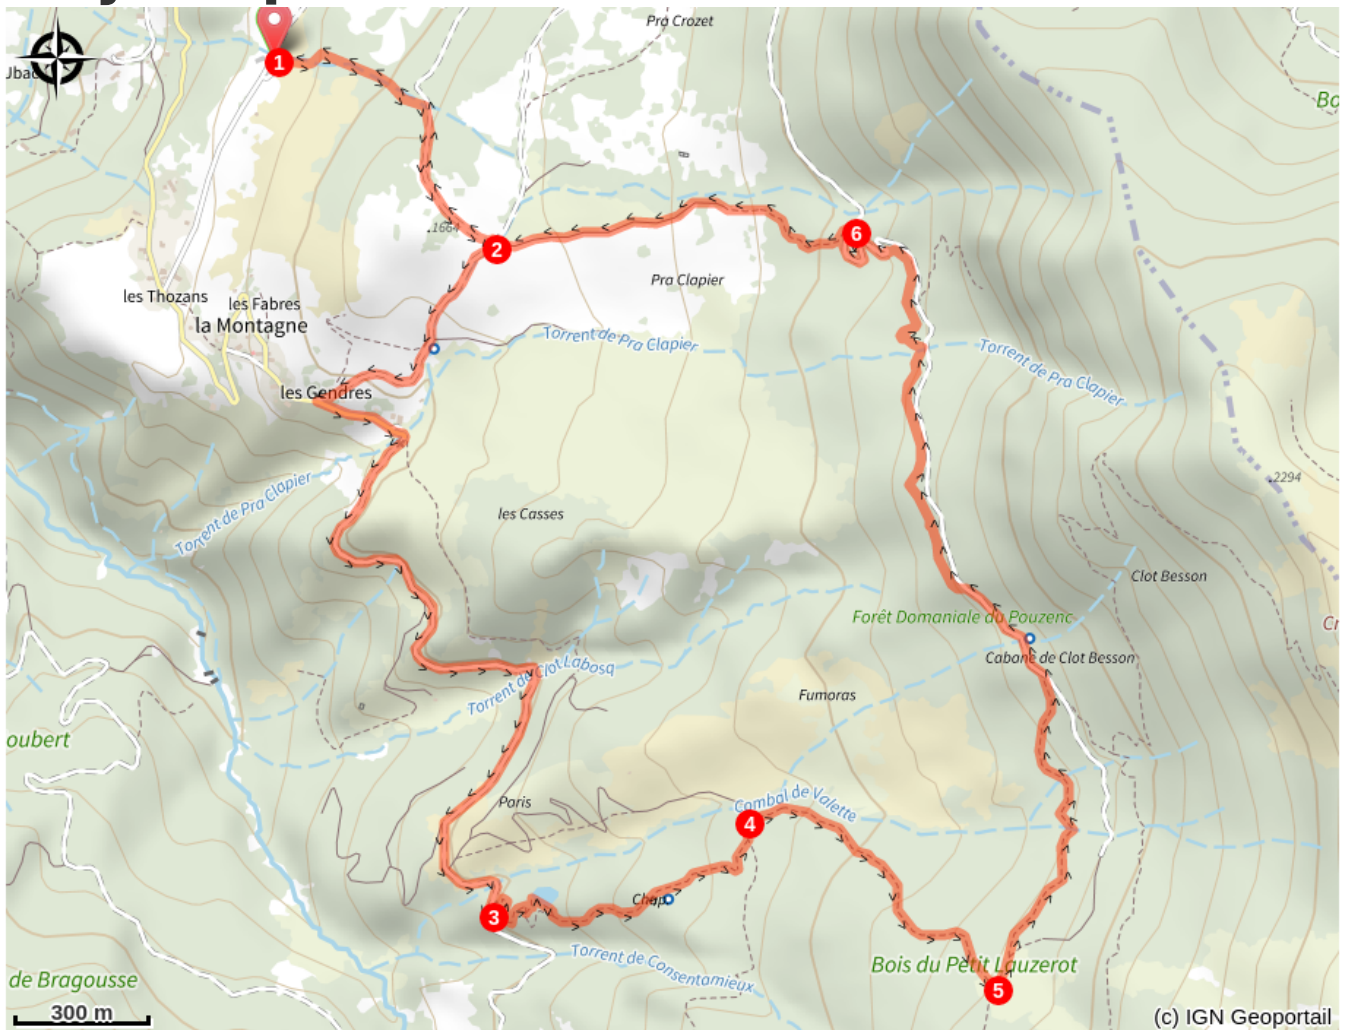 Pra Crozet
1
Ubac
Bo
.1664
2
6
Pra Clapier
les Thozans
les Fabres
la Montagne
Torrent de Pra Clapier
Torrent de Pra Clapier
les Gendres
.2294
Torrent de Pra Clapier
les Casses
Clot Besson
Forêt Domaniale du Pouzenc
Cr
Cabane de Clot Besson
Torrent de Clot Labosq
Fumoras
oubert
Paris
Combal de Valette
4
Chap
3
Torrent de Consentamieux
Bois du Petit Lauzerot
5
de Bragousse
300 m
(c) IGN Geoportail